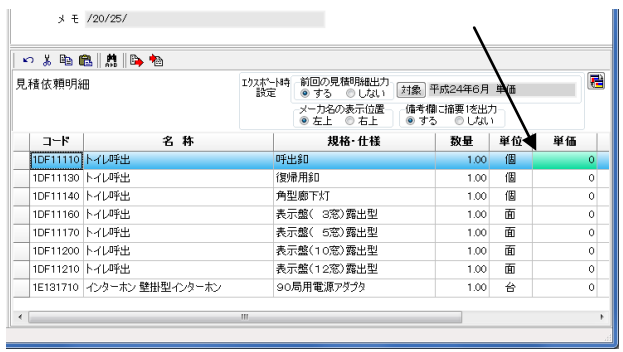 メ モ /20/25/
見積依頼明細
ｴｸｽﾎﾟｰﾄ時 設定
前回の見積明細出力
する しない
対象 平成24年6月 単価
メーカ名の表示位置
左上 右上
備考欄に摘要1を出力
する しない
コード 名 称 規格・仕様 数量 単位 単価
1DF11110 トイレ呼出 呼出釦 1.00 個 0
1DF11130 トイレ呼出 復帰用釦 1.00 個 0
1DF11140 トイレ呼出 角型廊下灯 1.00 個 0
1DF11160 トイレ呼出 表示盤( 3窓)露出型 1.00 面 0
1DF11170 トイレ呼出 表示盤( 5窓)露出型 1.00 面 0
1DF11200 トイレ呼出 表示盤(10窓)露出型 1.00 面 0
1DF11210 トイレ呼出 表示盤(12窓)露出型 1.00 面 0
1E131710 インターホン 壁掛型インターホン 90局用電源アダプタ 1.00 台 0